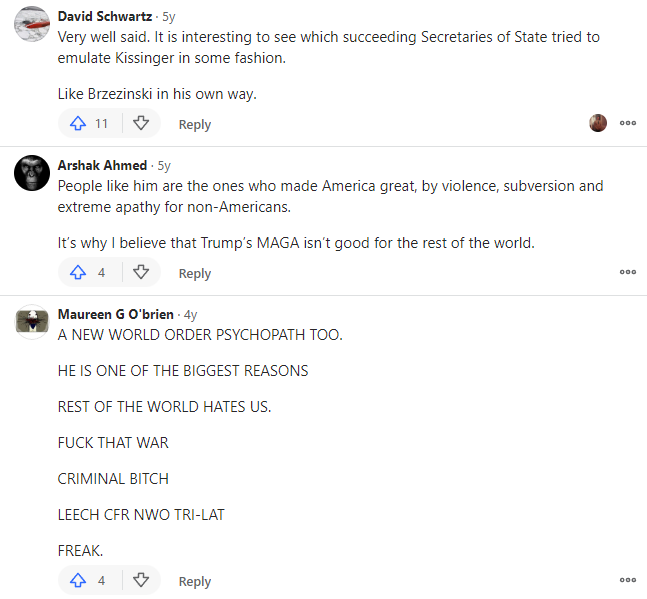 David Schwartz · 5y
Very well said. It is interesting to see which succeeding Secretaries of State tried to
emulate Kissinger in some fashion.
Like Brzezinski in his own way.
11 Reply
Arshak Ahmed · 5y
People like him are the ones who made America great, by violence, subversion and
extreme apathy for non-Americans.
It's why I believe that Trump's MAGA isn't good for the rest of the world.
4 Reply
Maureen G O'brien · 4y
A NEW WORLD ORDER PSYCHOPATH TOO.
HE IS ONE OF THE BIGGEST REASONS
REST OF THE WORLD HATES US.
FUCK THAT WAR
CRIMINAL BITCH
LEECH CFR NWO TRI-LAT
FREAK.
4 Reply